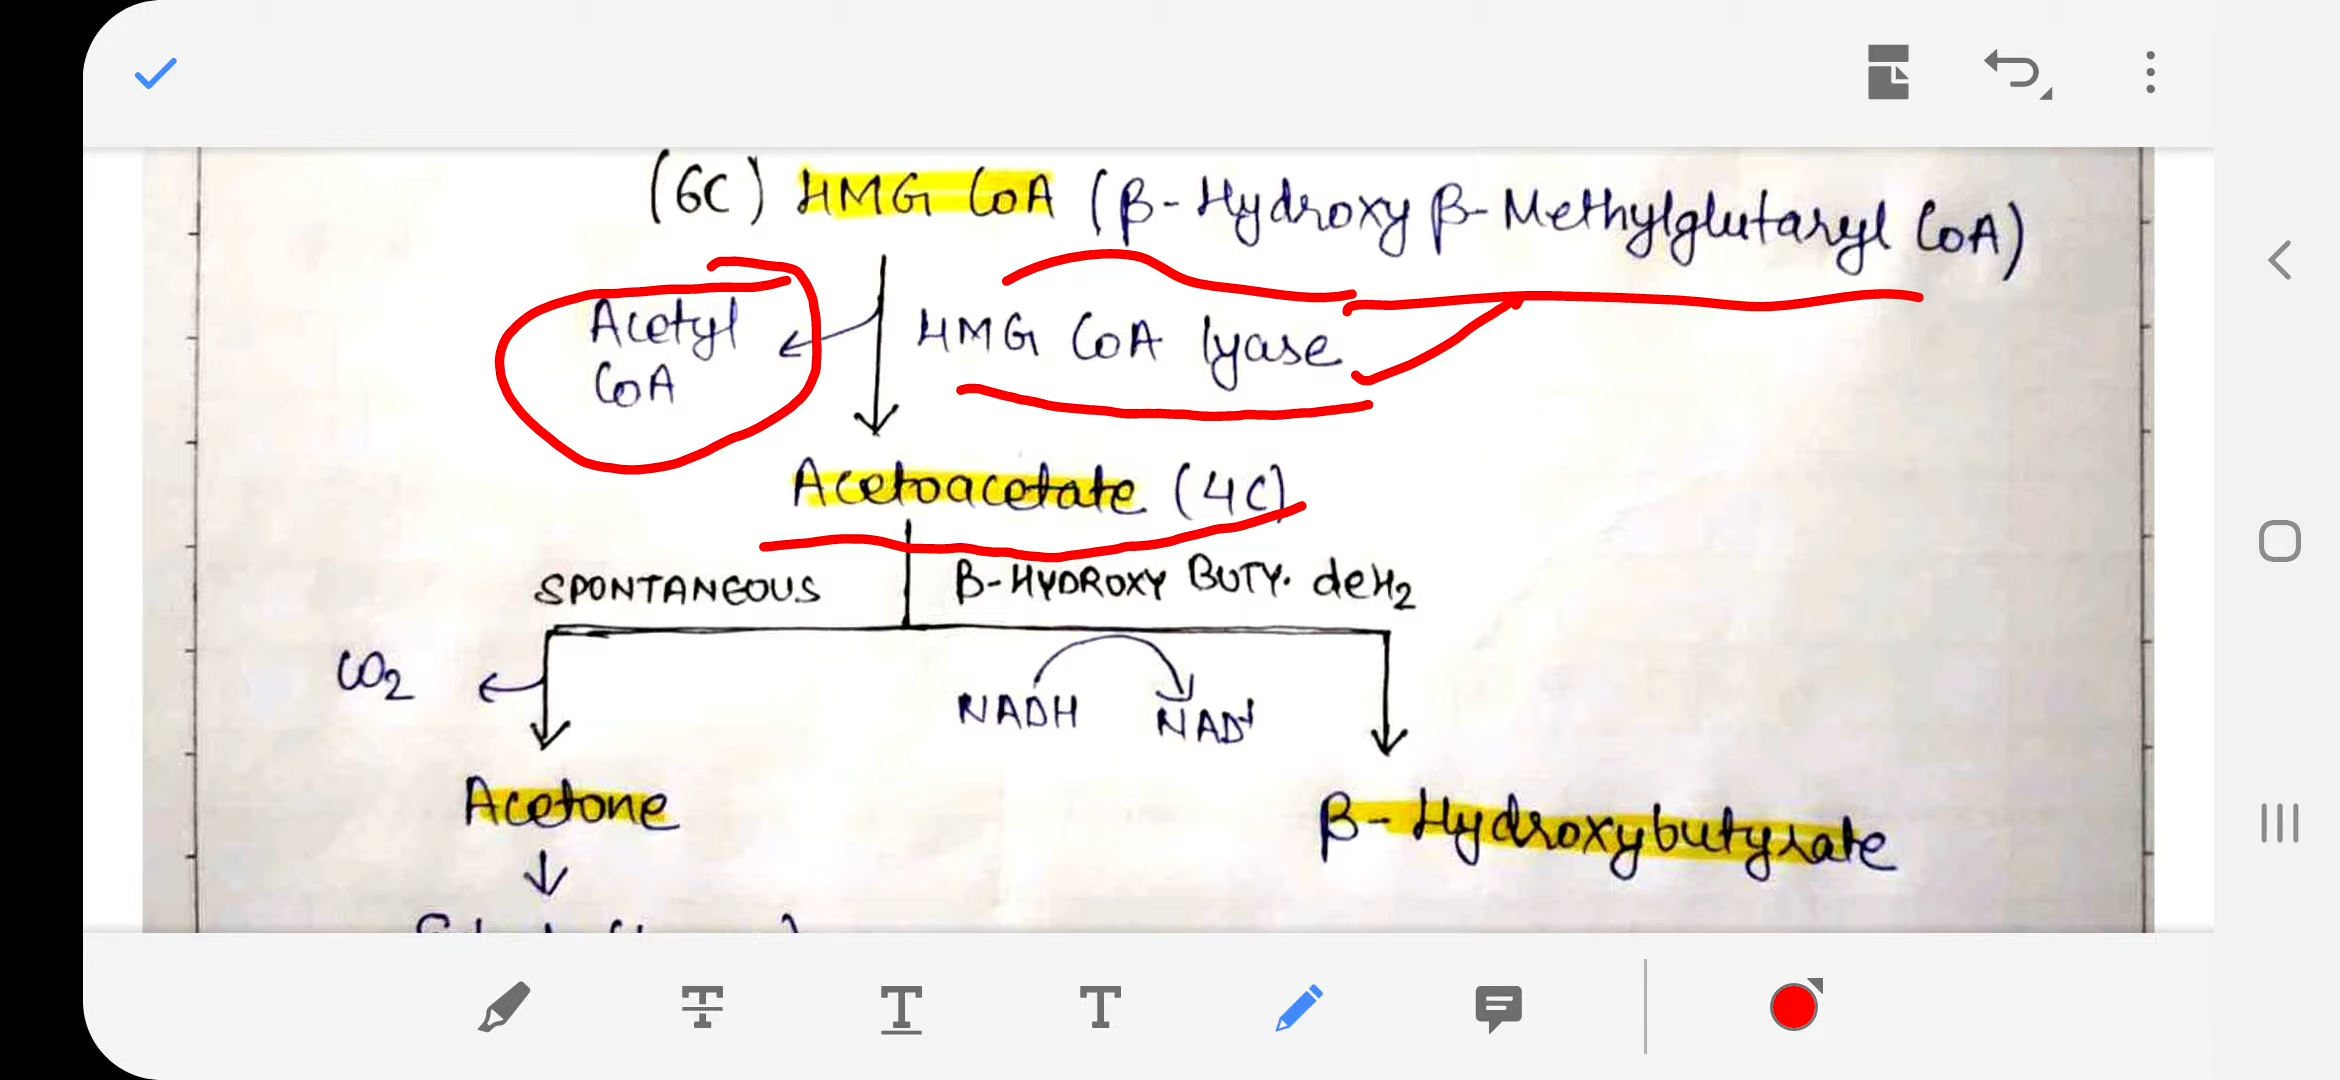 (6C) HMG CoA (β-Hydroxy β-Methylglutaryl CoA)
Acetyl
CoA
HMG CoA lyase
Acetoacetate (4C)
SPONTANEOUS
β-HYDROXY BUTY. deH2
CO2
NADH
NAD+
Acetone
β-Hydroxybutyrate